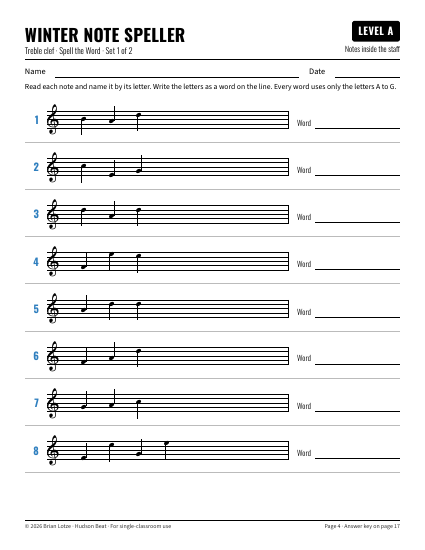 WINTER NOTE SPELLER
LEVEL A
Treble clef · Spell the Word · Set 1 of 2
Notes inside the staff
Name
Date
Read each note and name it by its letter. Write the letters as a word on the line. Every word uses only the letters A to G.
1
Word
2
Word
3
Word
4
Word
5
Word
6
Word
7
Word
8
Word
© 2026 Brian Lotze · Hudson Beat · For single-classroom use
Page 4 · Answer key on page 17